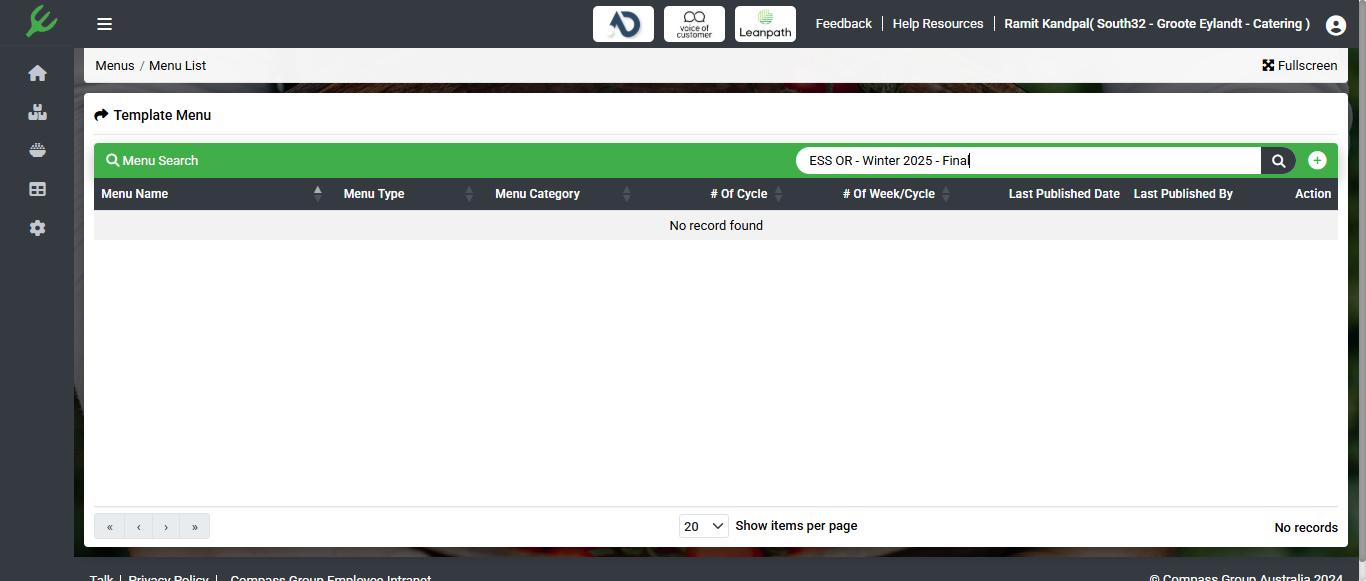 voice of customer
Leanpath
Feedback | Help Resources | Ramit Kandpal( South32 - Groote Eylandt - Catering )
Menus / Menu List
Fullscreen
Template Menu
Menu Search
ESS OR - Winter 2025 - Final
Menu Name Menu Type Menu Category # Of Cycle # Of Week/Cycle Last Published Date Last Published By Action
No record found
« ‹ › »
20 Show items per page
No records
Talk | Privacy Policy | Compass Group Employee Intranet
© Compass Group Australia 2024